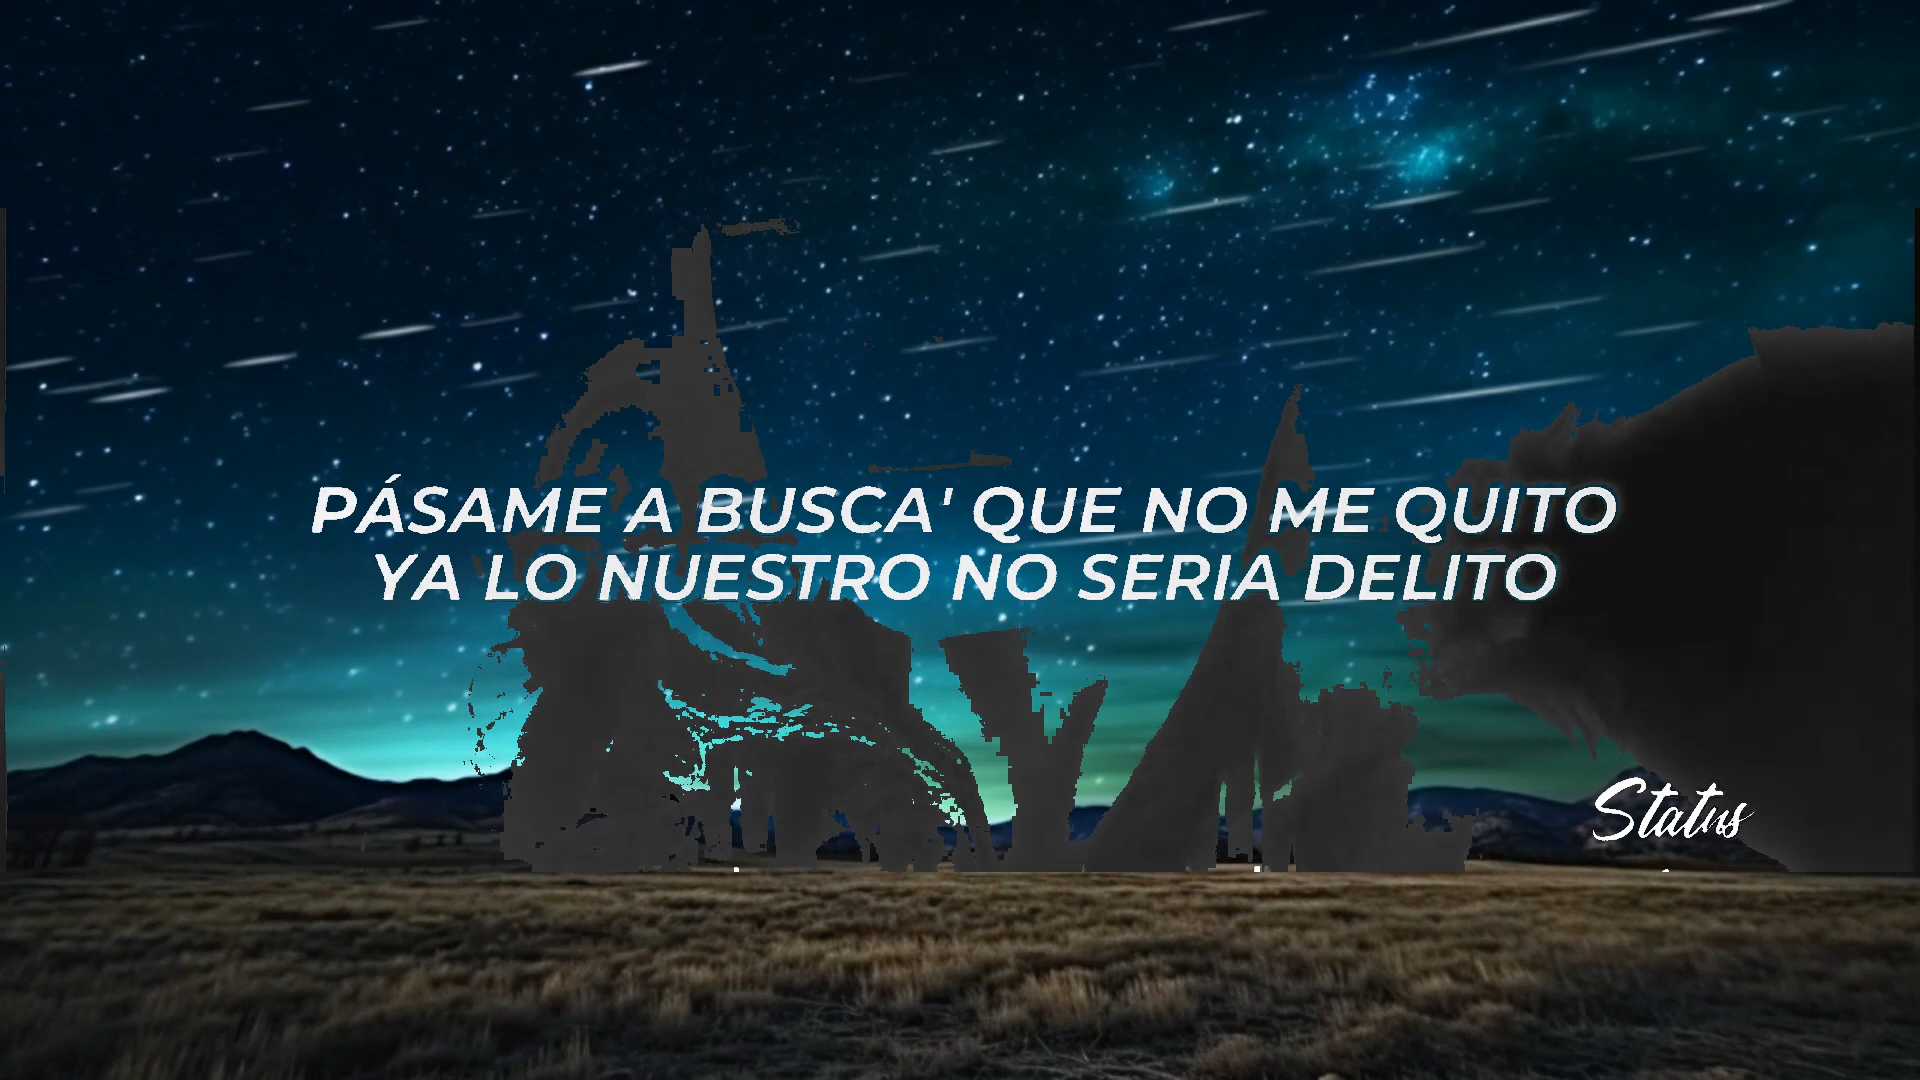 PÁSAME A BUSCA' QUE NO ME QUITO
YA LO NUESTRO NO SERIA DELITO
Status